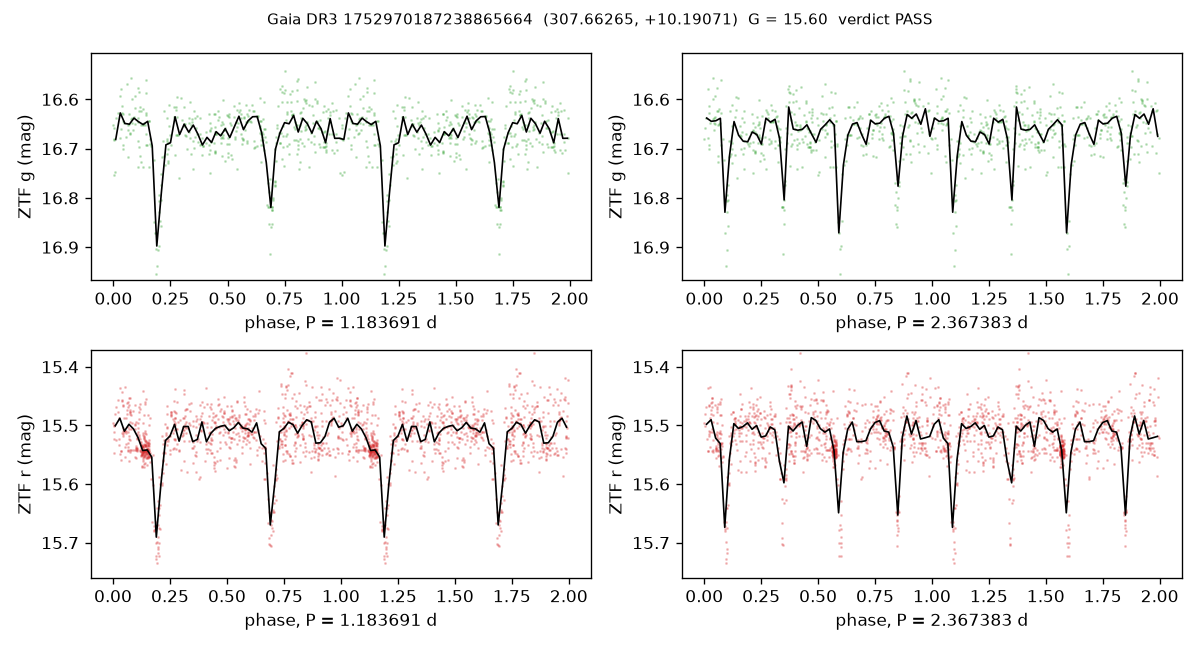 Gaia DR3 1752970187238865664  (307.66265, +10.19071)  G = 15.60  verdict PASS
ZTF g (mag)
16.6
16.7
16.8
16.9
0.00 0.25 0.50 0.75 1.00 1.25 1.50 1.75 2.00
phase, P = 1.183691 d
ZTF g (mag)
16.6
16.7
16.8
16.9
0.00 0.25 0.50 0.75 1.00 1.25 1.50 1.75 2.00
phase, P = 2.367383 d
ZTF r (mag)
15.4
15.5
15.6
15.7
0.00 0.25 0.50 0.75 1.00 1.25 1.50 1.75 2.00
phase, P = 1.183691 d
ZTF r (mag)
15.4
15.5
15.6
15.7
0.00 0.25 0.50 0.75 1.00 1.25 1.50 1.75 2.00
phase, P = 2.367383 d